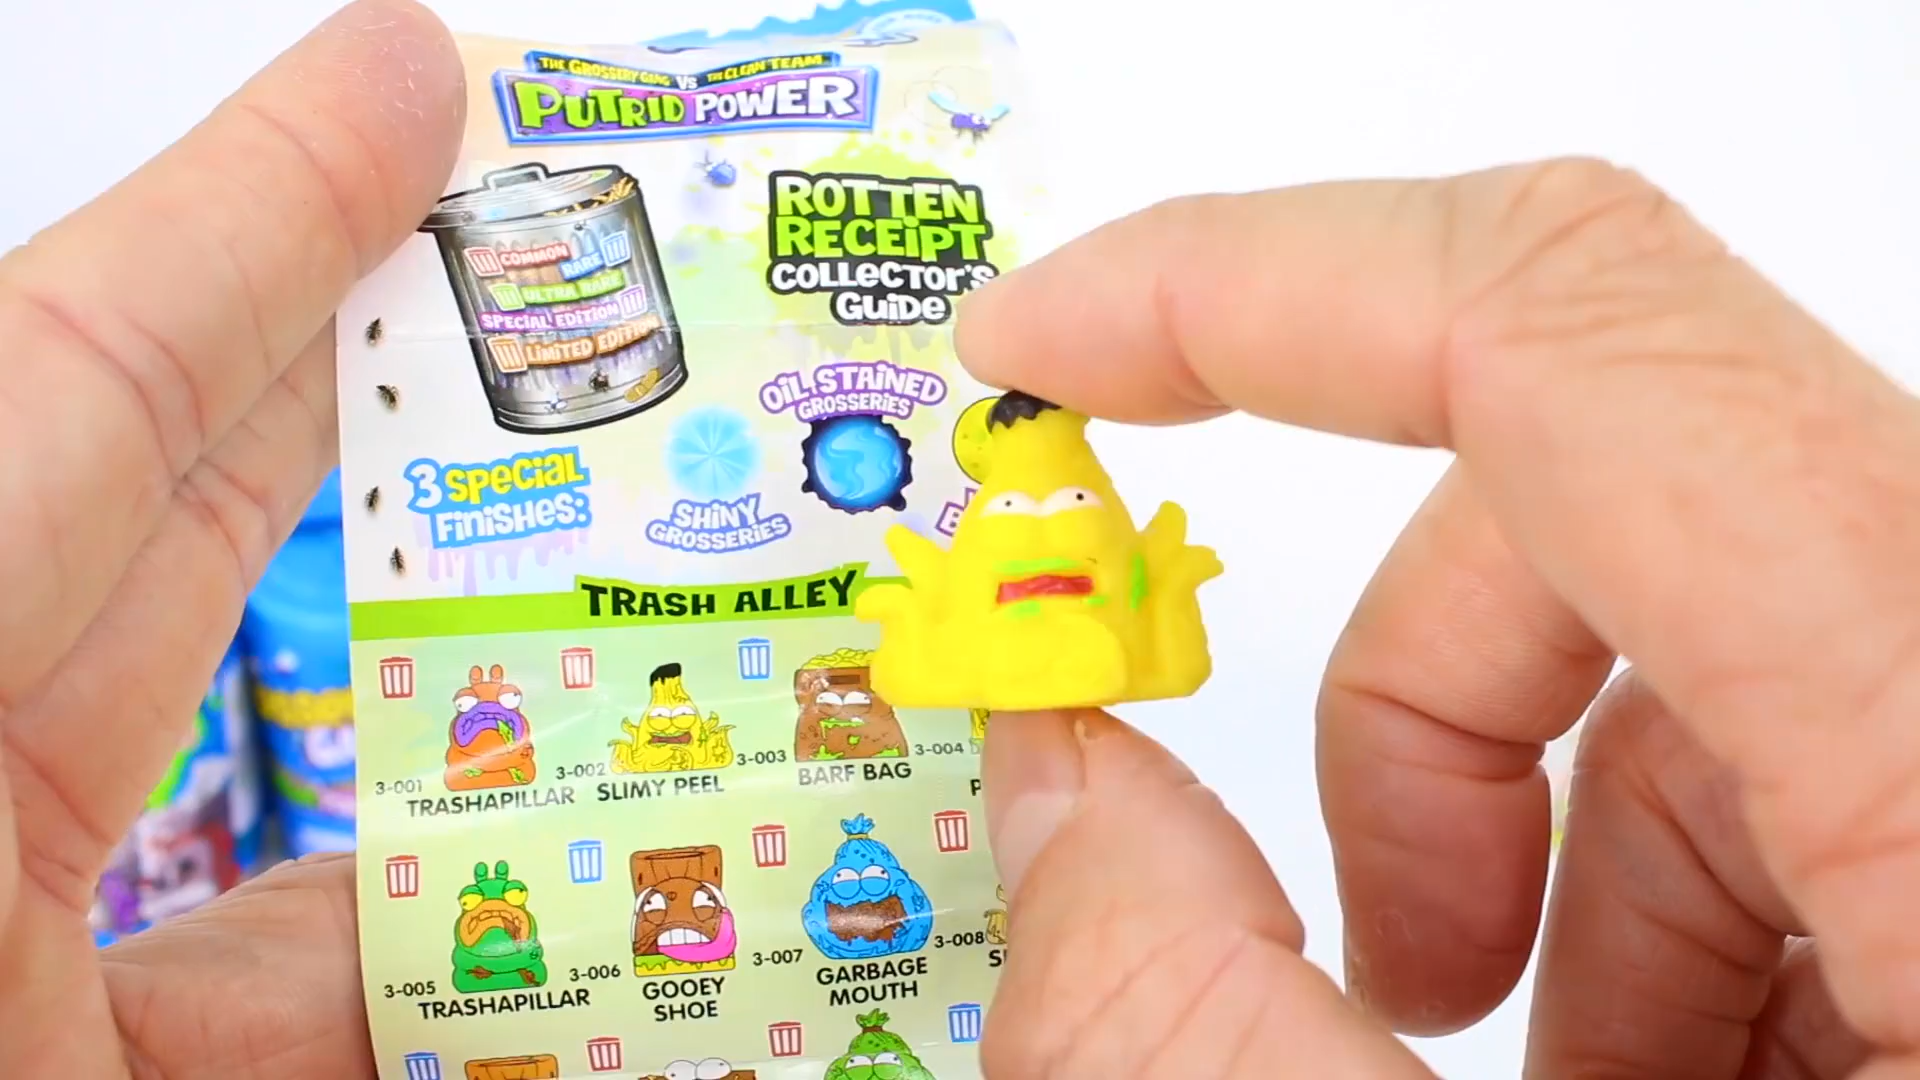 THE GROSSERY GANG VS THE CLEAN TEAM
PUTRID POWER
ROTTEN
RECEIPT
COLLECTOR'S
GUIDE
COMMON
RARE
ULTRA RARE
SPECIAL EDITION
LIMITED EDITION
3 SPECIAL
FINISHES:
SHINY
GROSSERIES
OIL STAINED
GROSSERIES
TRASH ALLEY
3-001
TRASHAPILLAR
3-002
SLIMY PEEL
3-003
BARF BAG
3-004
3-005
TRASHAPILLAR
3-006
GOOEY
SHOE
3-007
GARBAGE
MOUTH
3-008